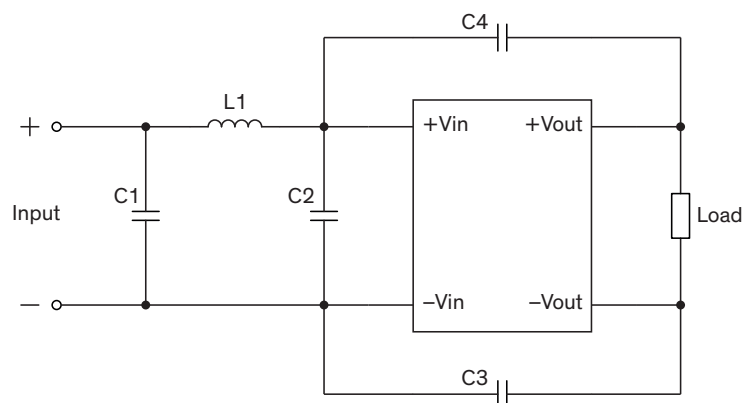 C4
L1
+
+Vin
+Vout
C1
C2
Input
Load
–
–Vin
–Vout
C3